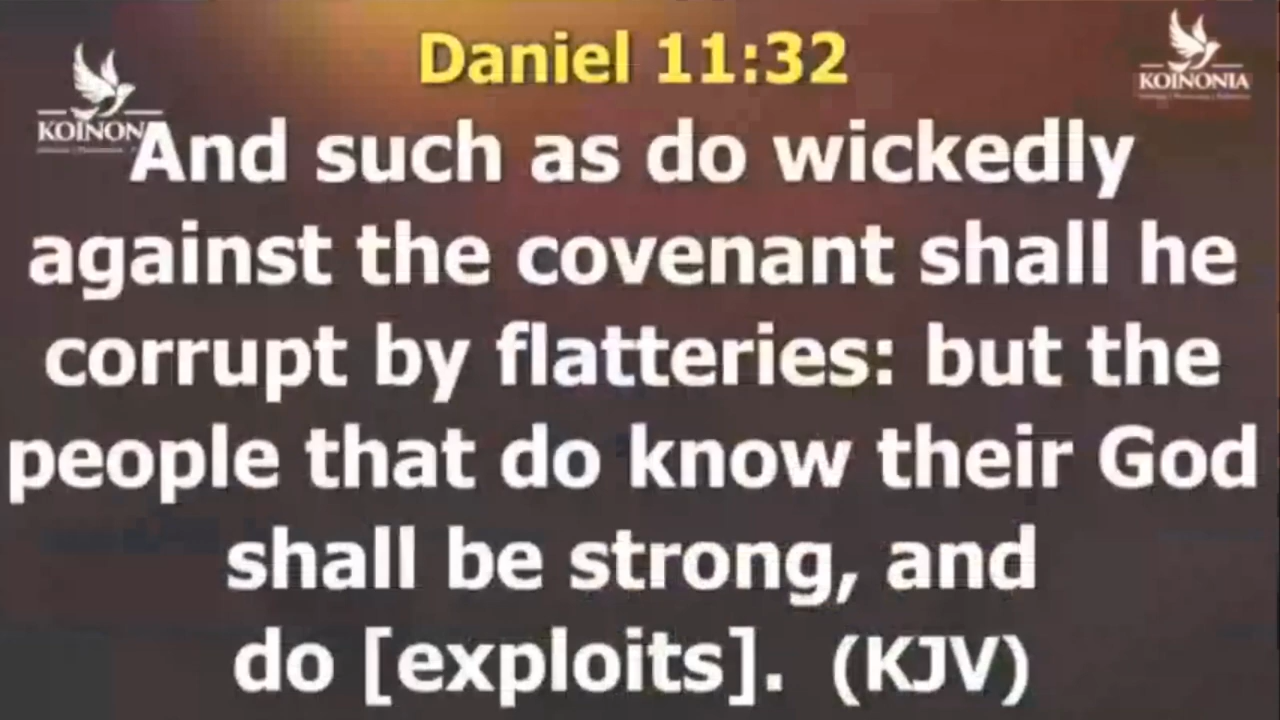 Daniel 11:32
KOINONIA
KOINON
And such as do wickedly
against the covenant shall he
corrupt by flatteries: but the
people that do know their God
shall be strong, and
do [exploits]. (KJV)